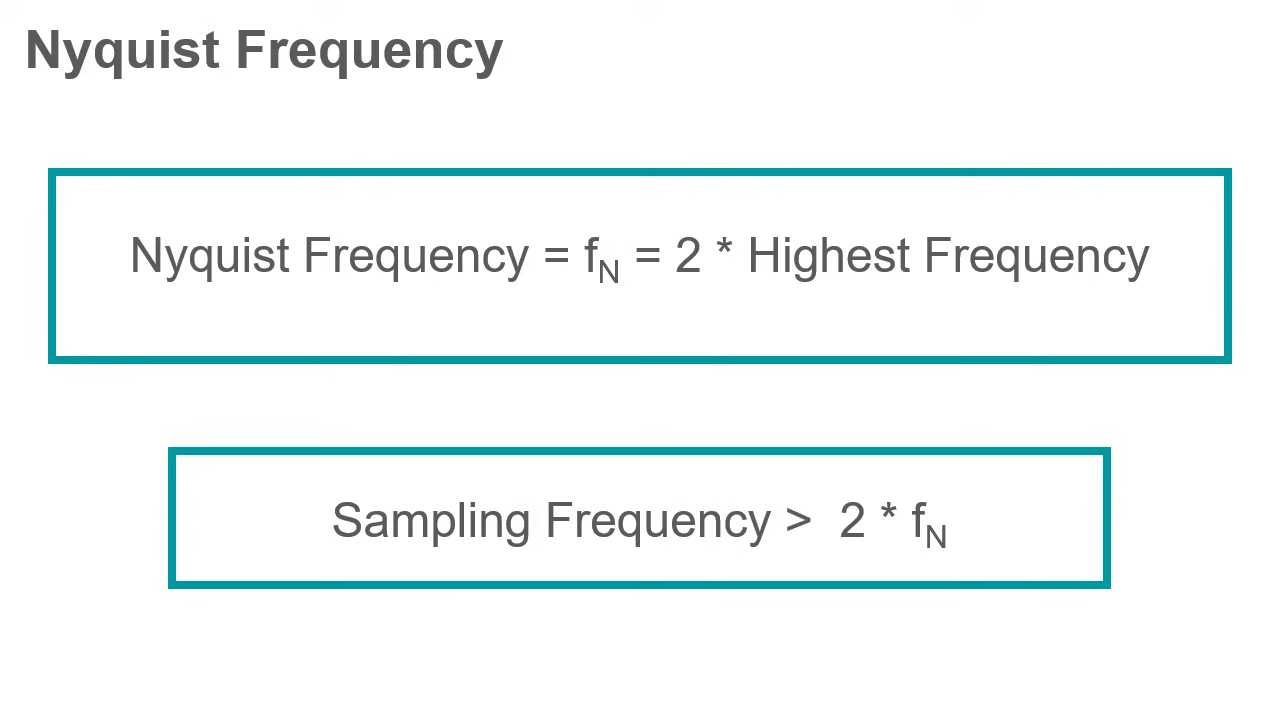 Nyquist Frequency
Nyquist Frequency = fN = 2 * Highest Frequency
Sampling Frequency > 2 * fN